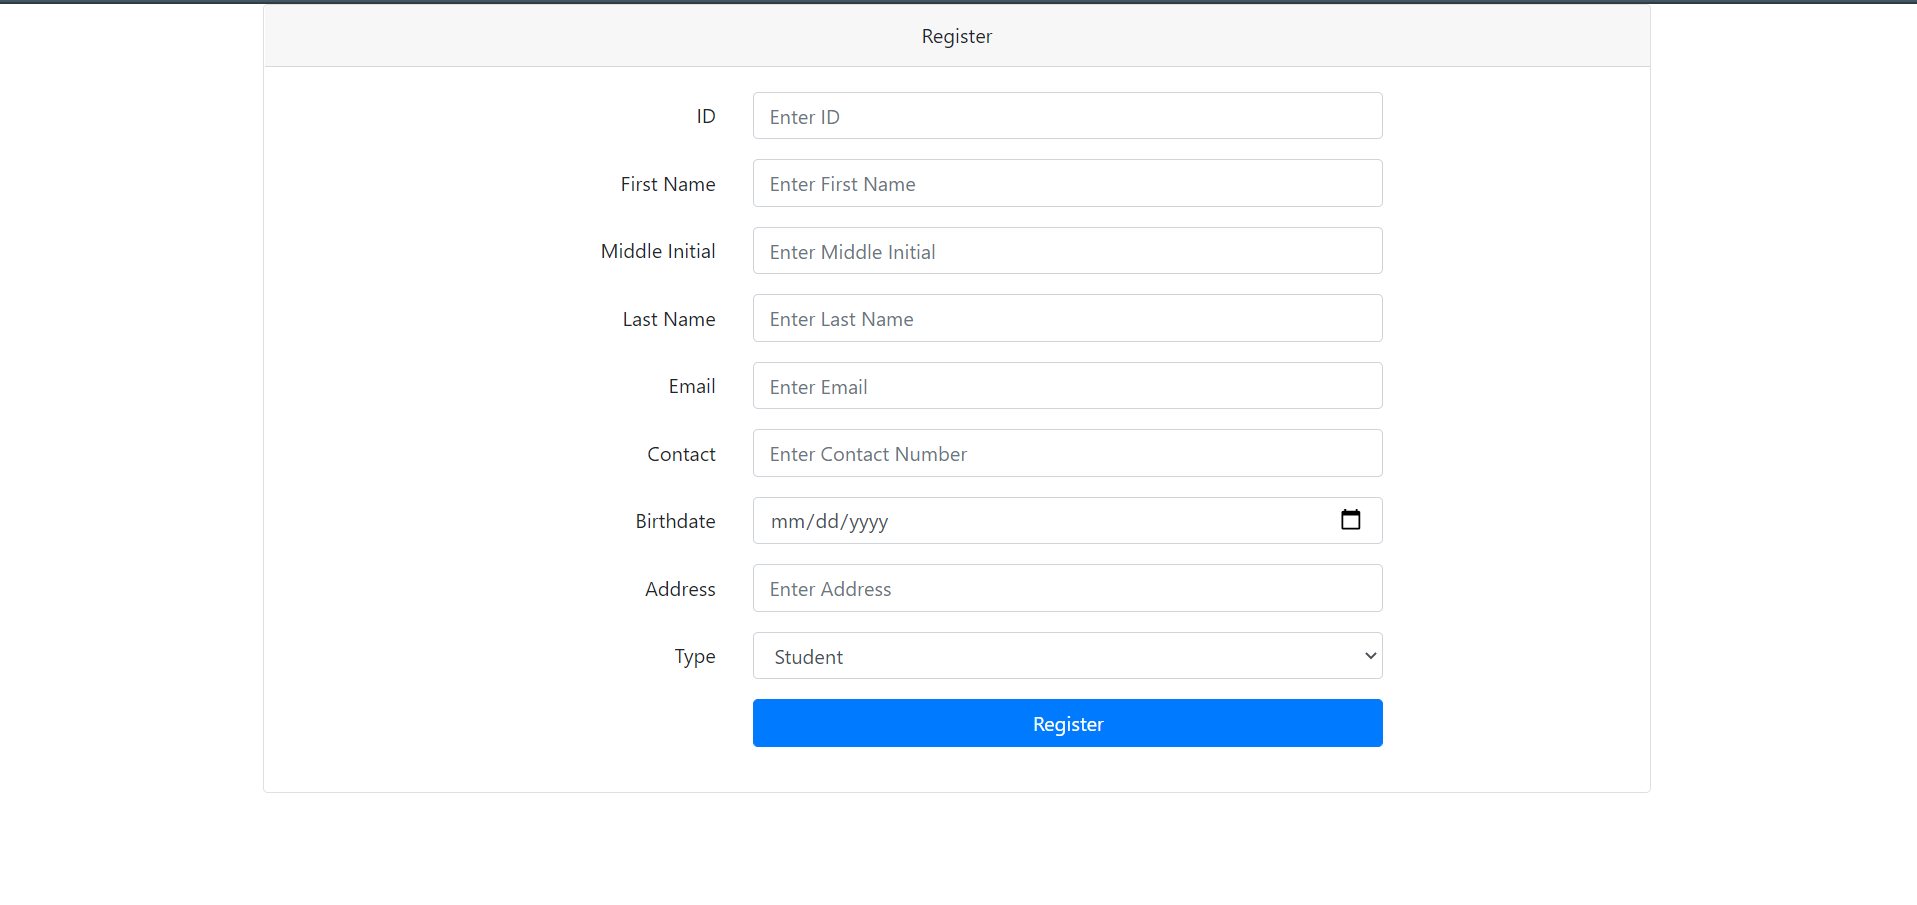 Register
ID
Enter ID
First Name
Enter First Name
Middle Initial
Enter Middle Initial
Last Name
Enter Last Name
Email
Enter Email
Contact
Enter Contact Number
Birthdate
mm/dd/yyyy
Address
Enter Address
Type
Student
Register